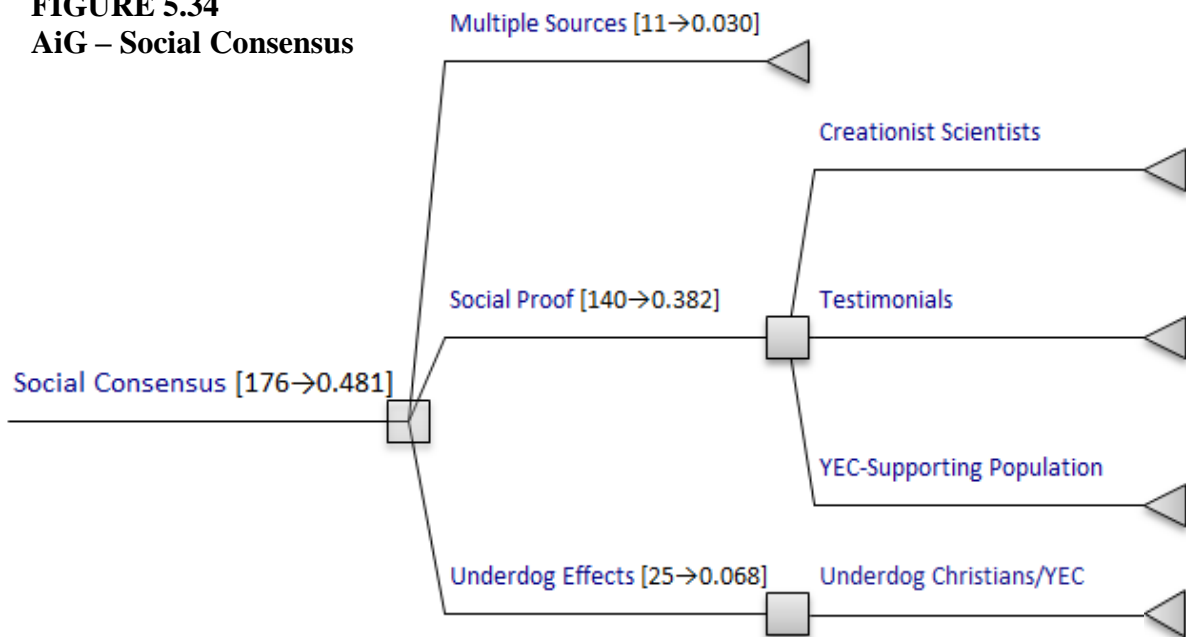 FIGURE 5.34
AiG – Social Consensus
Multiple Sources [11→0.030]
Creationist Scientists
Social Proof [140→0.382]
Testimonials
Social Consensus [176→0.481]
YEC-Supporting Population
Underdog Effects [25→0.068]
Underdog Christians/YEC